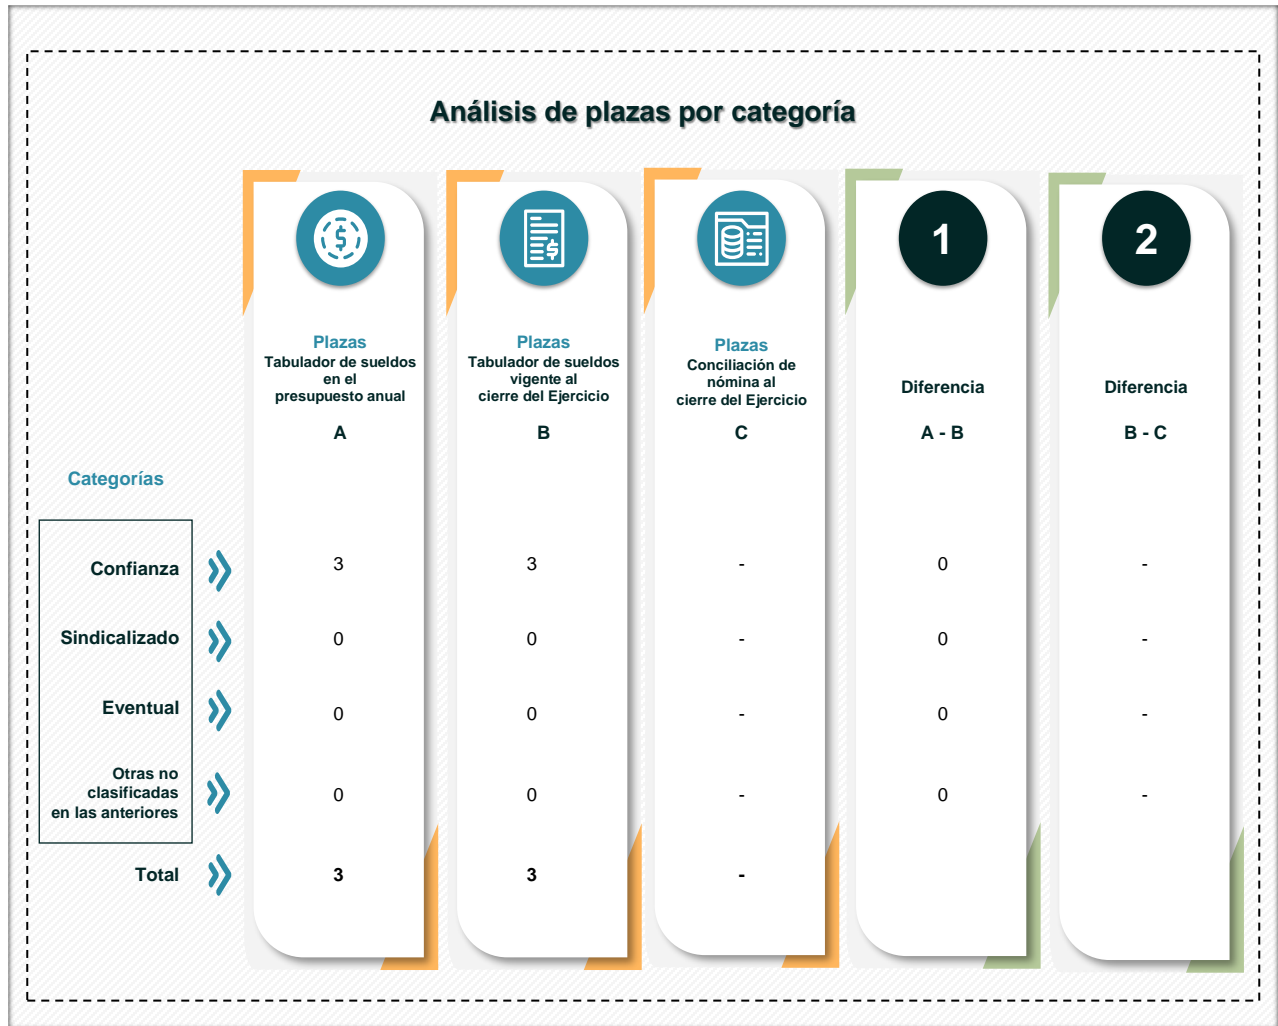 Análisis de plazas por categoría
1
2
Plazas
Tabulador de sueldos
en el
presupuesto anual
A
Plazas
Tabulador de sueldos
vigente al
cierre del Ejercicio
B
Plazas
Conciliación de
nómina al
cierre del Ejercicio
C
Diferencia
A - B
Diferencia
B - C
Categorías
Confianza 3 3 - 0 -
Sindicalizado 0 0 - 0 -
Eventual 0 0 - 0 -
Otras no
clasificadas
en las anteriores
0 0 - 0 -
Total 3 3 -